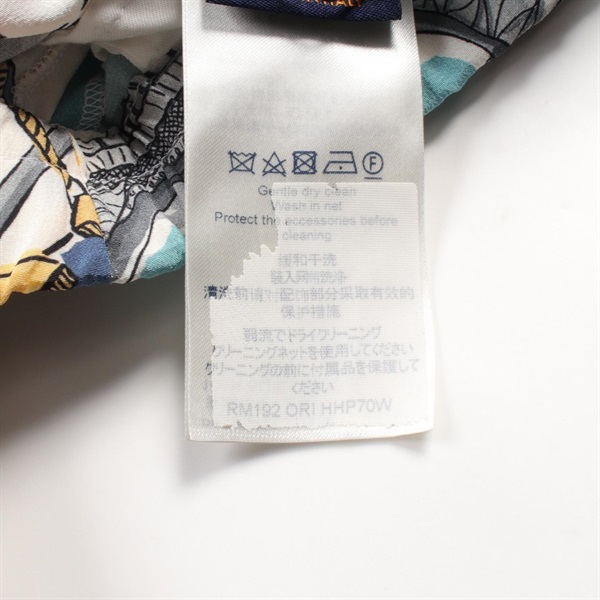 Gentle dry clean
Wash in net
Protect the accessories before
cleaning
缓和干洗
装入网兜洗净
清洗前请对配饰部分采取有效的
保护措施
弱流でドライクリーニング
クリーニングネットを使用してください
クリーニングの前に付属品を保護して
ください
RM192 ORI HHP70W